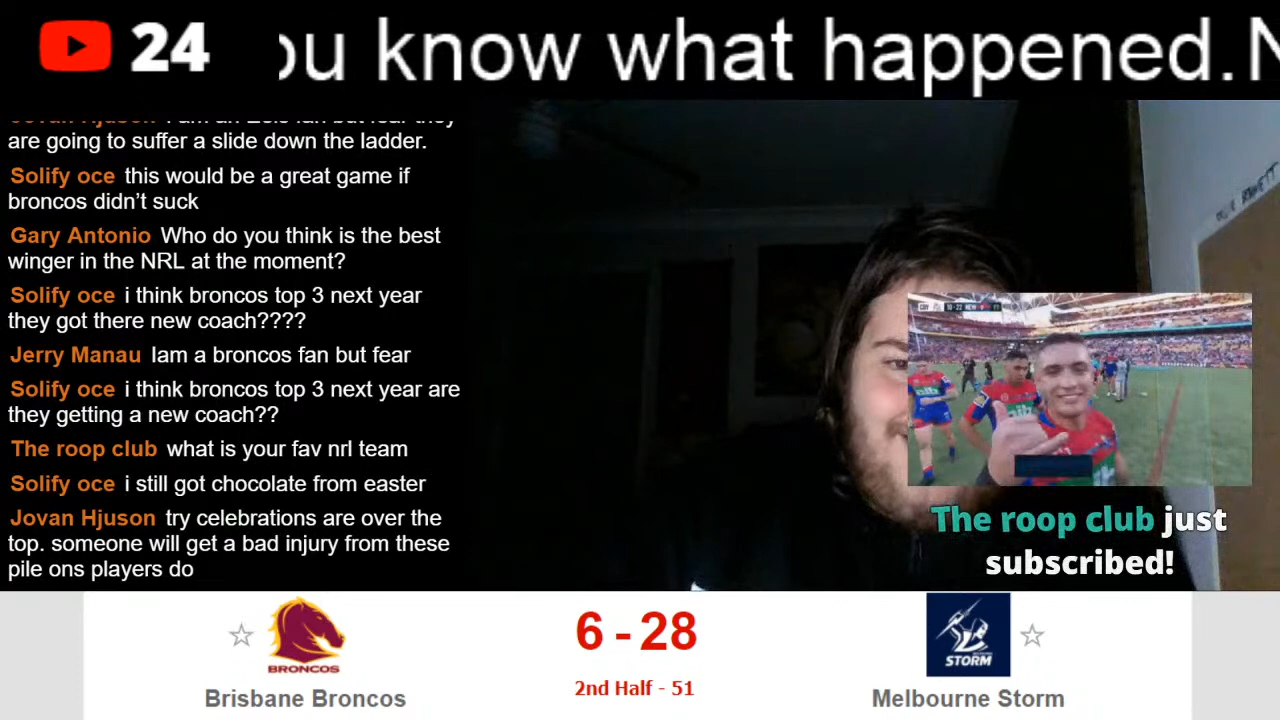 24
ou know what happened.N
are going to suffer a slide down the ladder.
Solify oce this would be a great game if
broncos didn't suck
Gary Antonio Who do you think is the best
winger in the NRL at the moment?
Solify oce i think broncos top 3 next year
they got there new coach????
Jerry Manau Iam a broncos fan but fear
Solify oce i think broncos top 3 next year are
they getting a new coach??
The roop club what is your fav nrl team
Solify oce i still got chocolate from easter
Jovan Hjuson try celebrations are over the
top. someone will get a bad injury from these
pile ons players do
The roop club just
subscribed!
BRONCOS
Brisbane Broncos
6 - 28
2nd Half - 51
STORM
Melbourne Storm